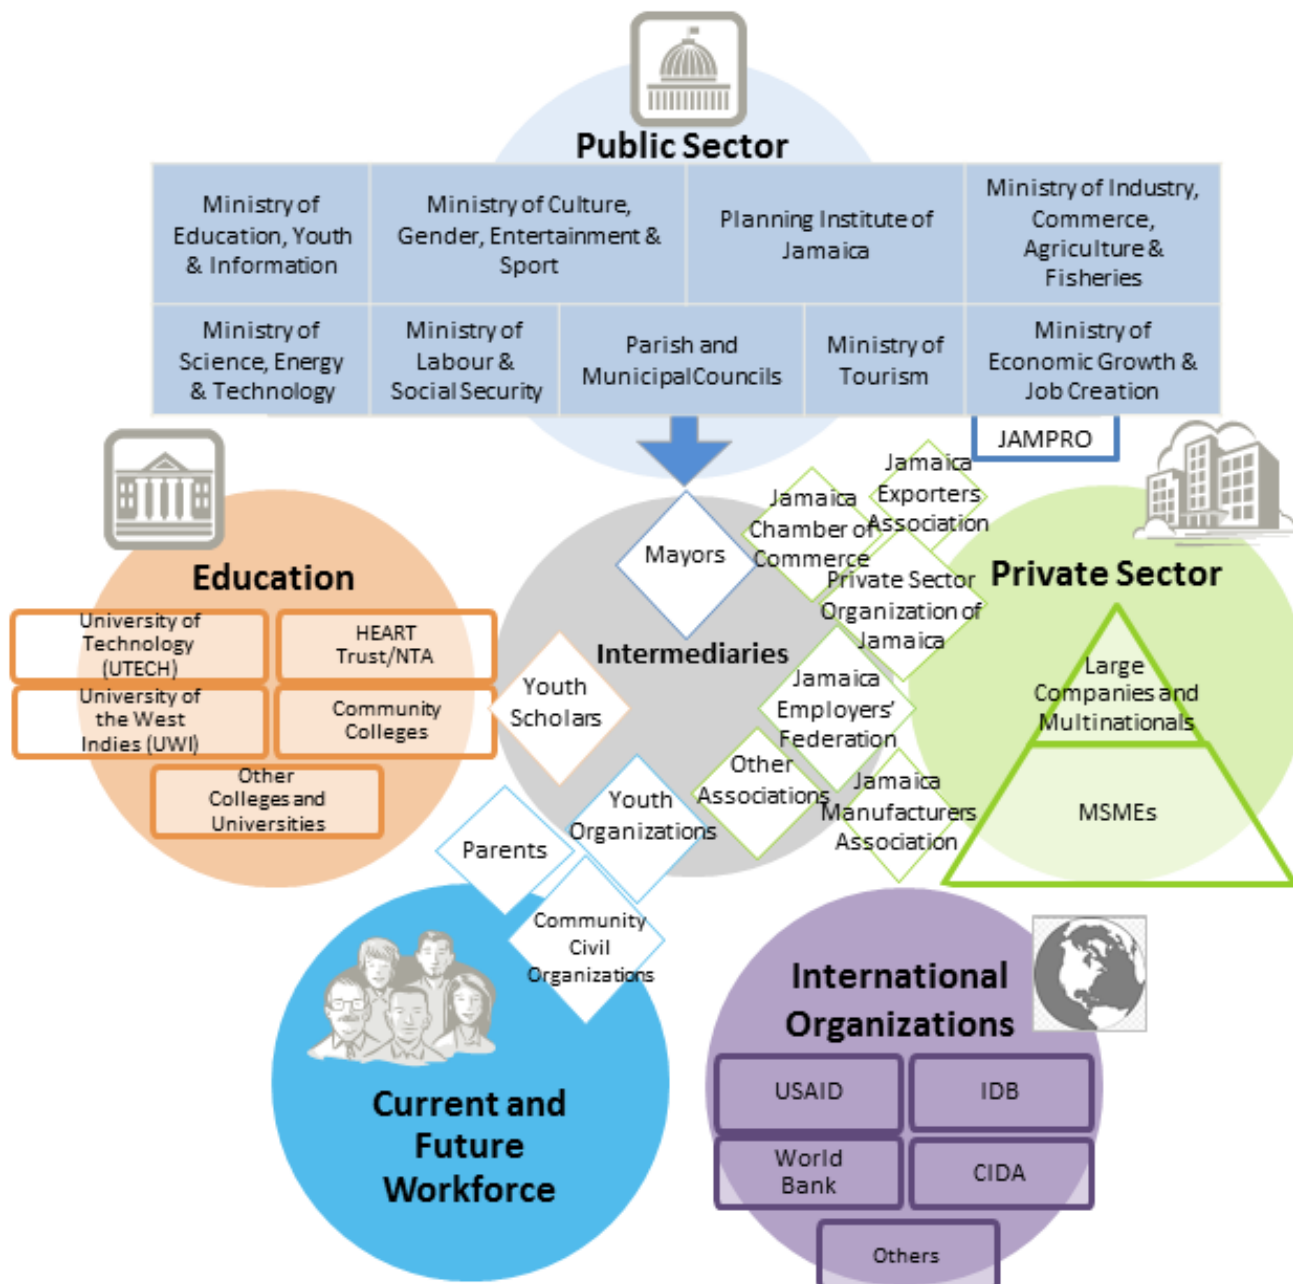 Public Sector
Ministry of
Education, Youth
& Information
Ministry of Culture,
Gender, Entertainment &
Sport
Planning Institute of
Jamaica
Ministry of Industry,
Commerce,
Agriculture &
Fisheries
Ministry of
Science, Energy
& Technology
Ministry of
Labour &
Social Security
Parish and
Municipal Councils
Ministry of
Tourism
Ministry of
Economic Growth &
Job Creation
JAMPRO
Education
University of
Technology
(UTECH)
HEART
Trust/NTA
University of
the West
Indies (UWI)
Community
Colleges
Other
Colleges and
Universities
Intermediaries
Mayors
Jamaica
Chamber of
Commerce
Jamaica
Exporters
Association
Private Sector
Organization of
Jamaica
Youth
Scholars
Jamaica
Employers'
Federation
Other
Associations
Jamaica
Manufacturers
Association
Youth
Organizations
Parents
Community
Civil
Organizations
Private Sector
Large
Companies and
Multinationals
MSMEs
Current and
Future
Workforce
International
Organizations
USAID
IDB
World
Bank
CIDA
Others